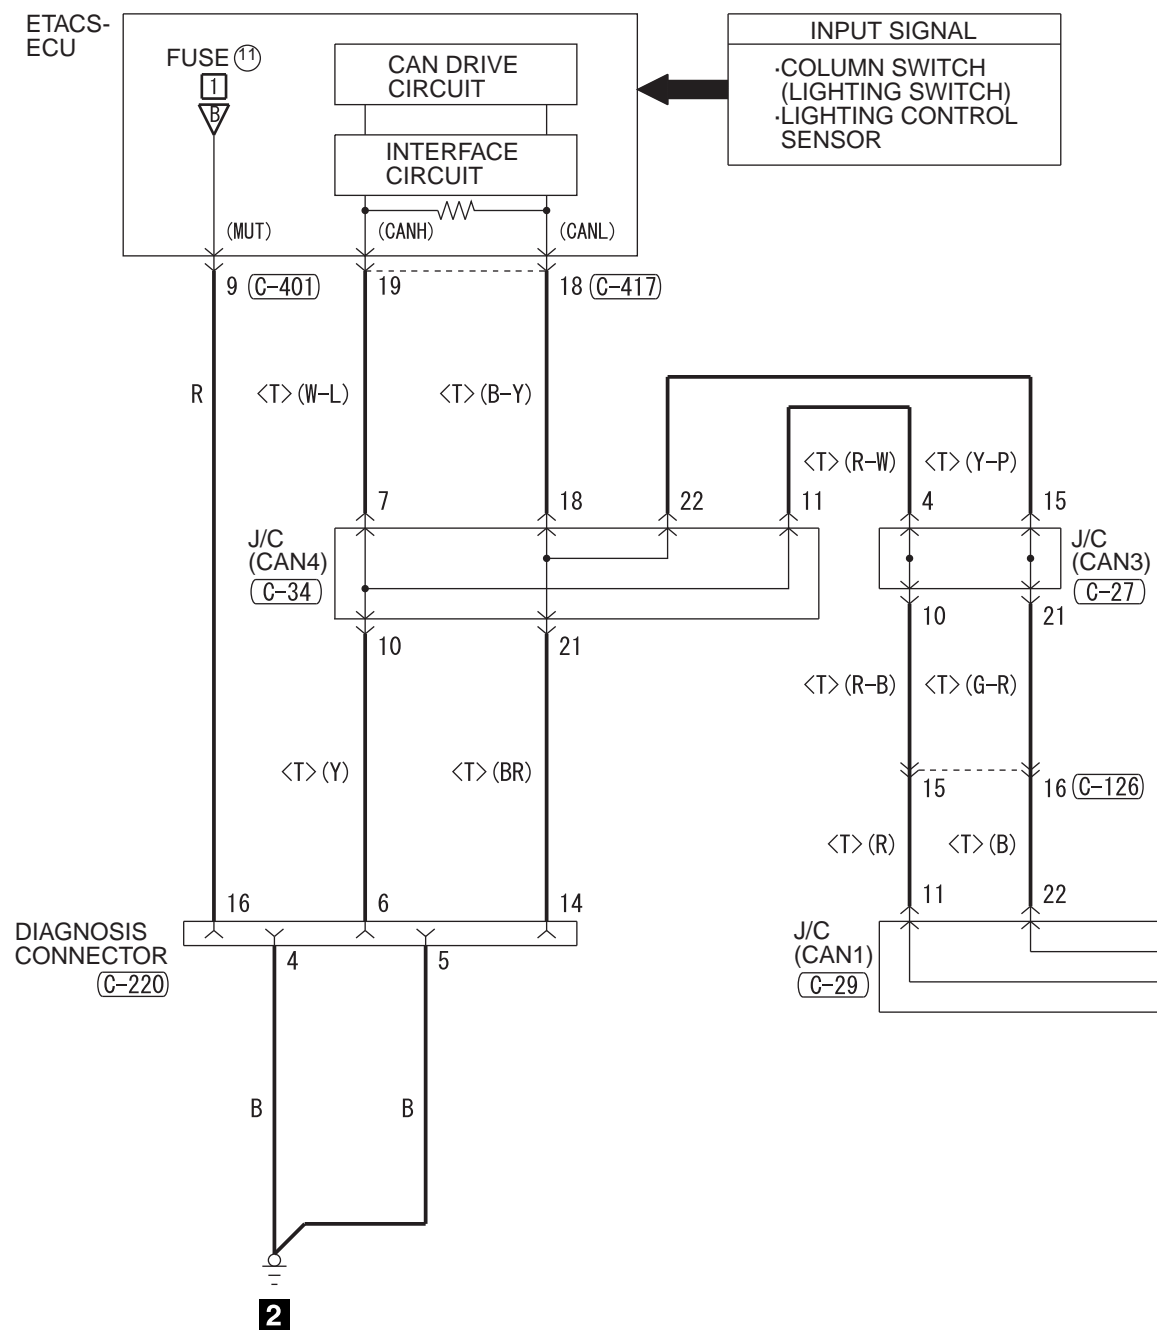 ETACS-
ECU
FUSE 11
1
B
CAN DRIVE
CIRCUIT
INTERFACE
CIRCUIT
INPUT SIGNAL
·COLUMN SWITCH
(LIGHTING SWITCH)
·LIGHTING CONTROL
SENSOR
(MUT) (CANH) (CANL)
9 C-401 19 18 C-417
R <T>(W-L) <T>(B-Y)
<T>(R-W) <T>(Y-P)
7 18 22 11 4 15
J/C
(CAN4)
C-34
J/C
(CAN3)
C-27
10 21 10 21
<T>(R-B) <T>(G-R)
<T>(Y) <T>(BR)
15 16 C-126
<T>(R) <T>(B)
16 6 14 11 22
DIAGNOSIS
CONNECTOR
C-220
4 5
J/C
(CAN1)
C-29
B B
2